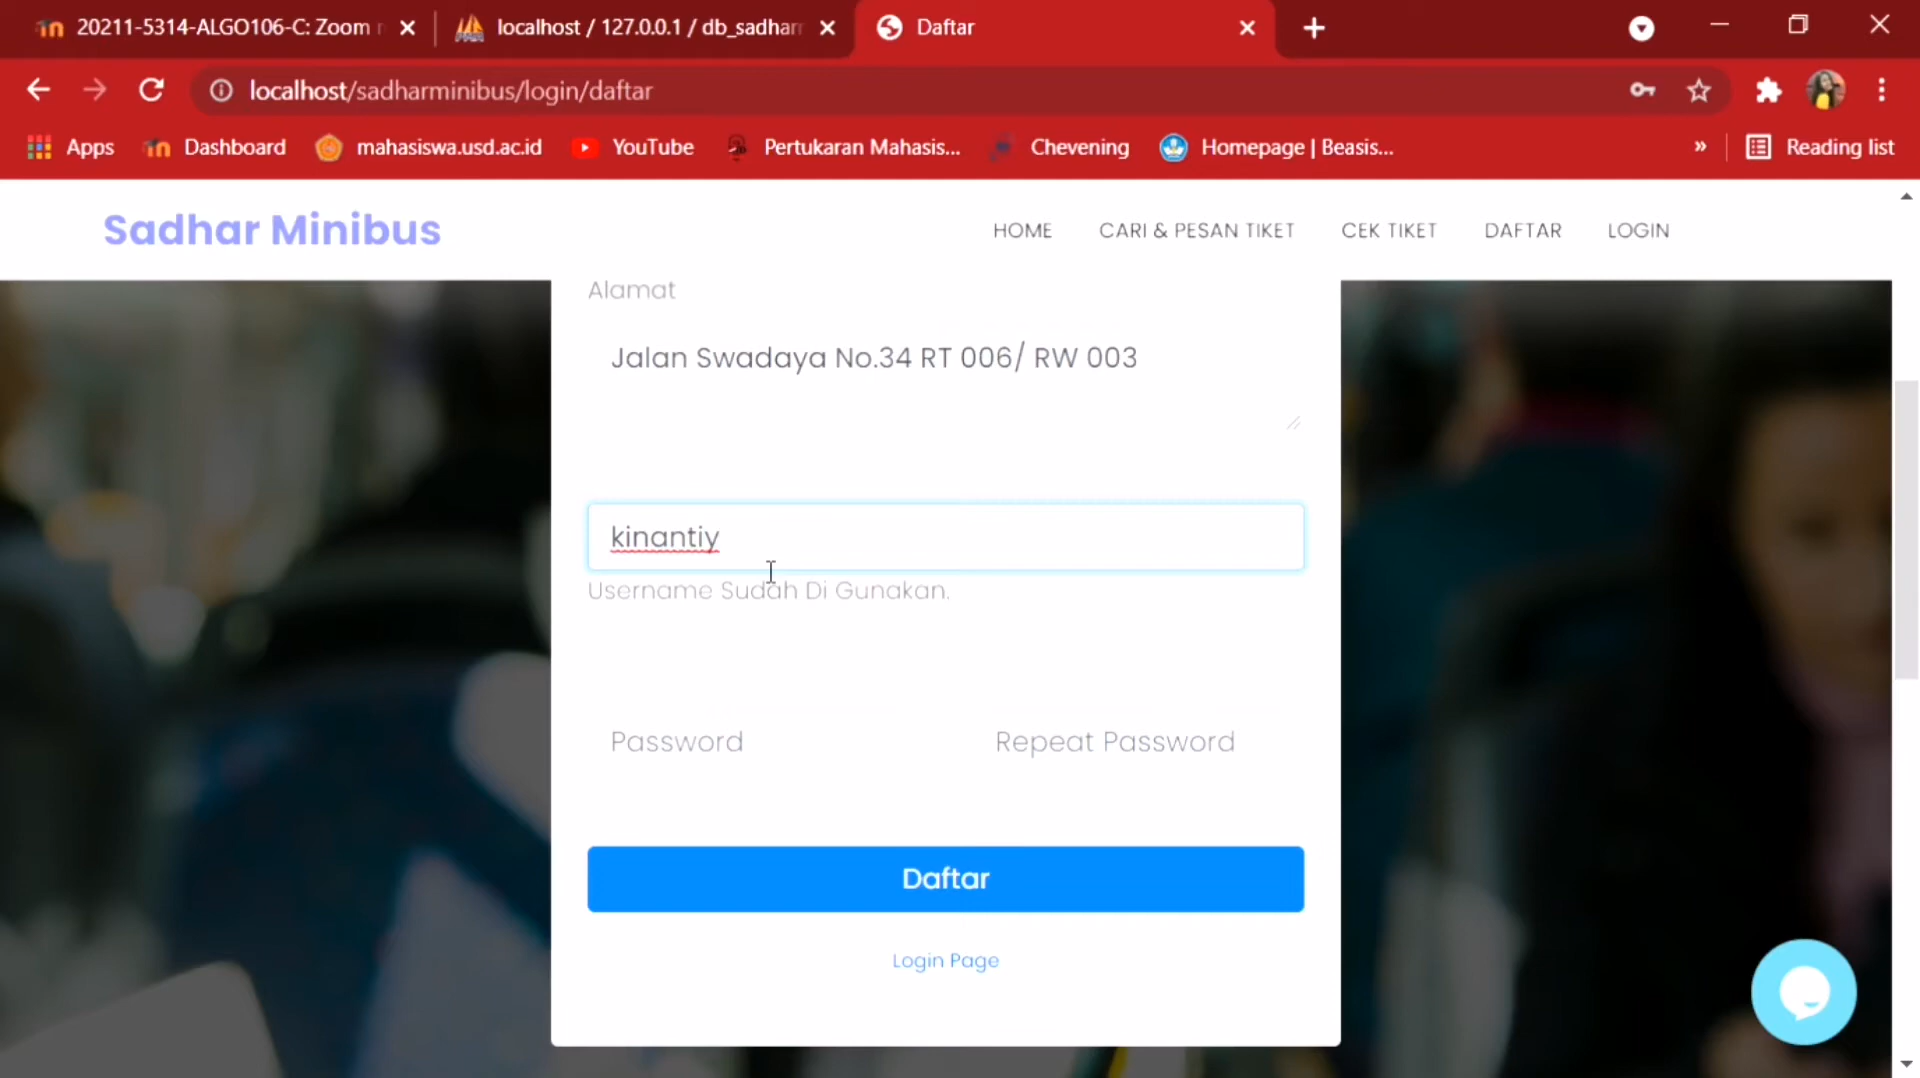 20211-5314-ALGO106-C: Zoom
localhost / 127.0.0.1 / db_sadhar
Daftar
localhost/sadharminibus/login/daftar
Apps
Dashboard
mahasiswa.usd.ac.id
YouTube
Pertukaran Mahasis...
Chevening
Homepage | Beasis...
»
Reading list
Sadhar Minibus
HOME
CARI & PESAN TIKET
CEK TIKET
DAFTAR
LOGIN
Alamat
Jalan Swadaya No.34 RT 006/ RW 003
kinantiy
Username Sudah Di Gunakan.
Password
Repeat Password
Daftar
Login Page